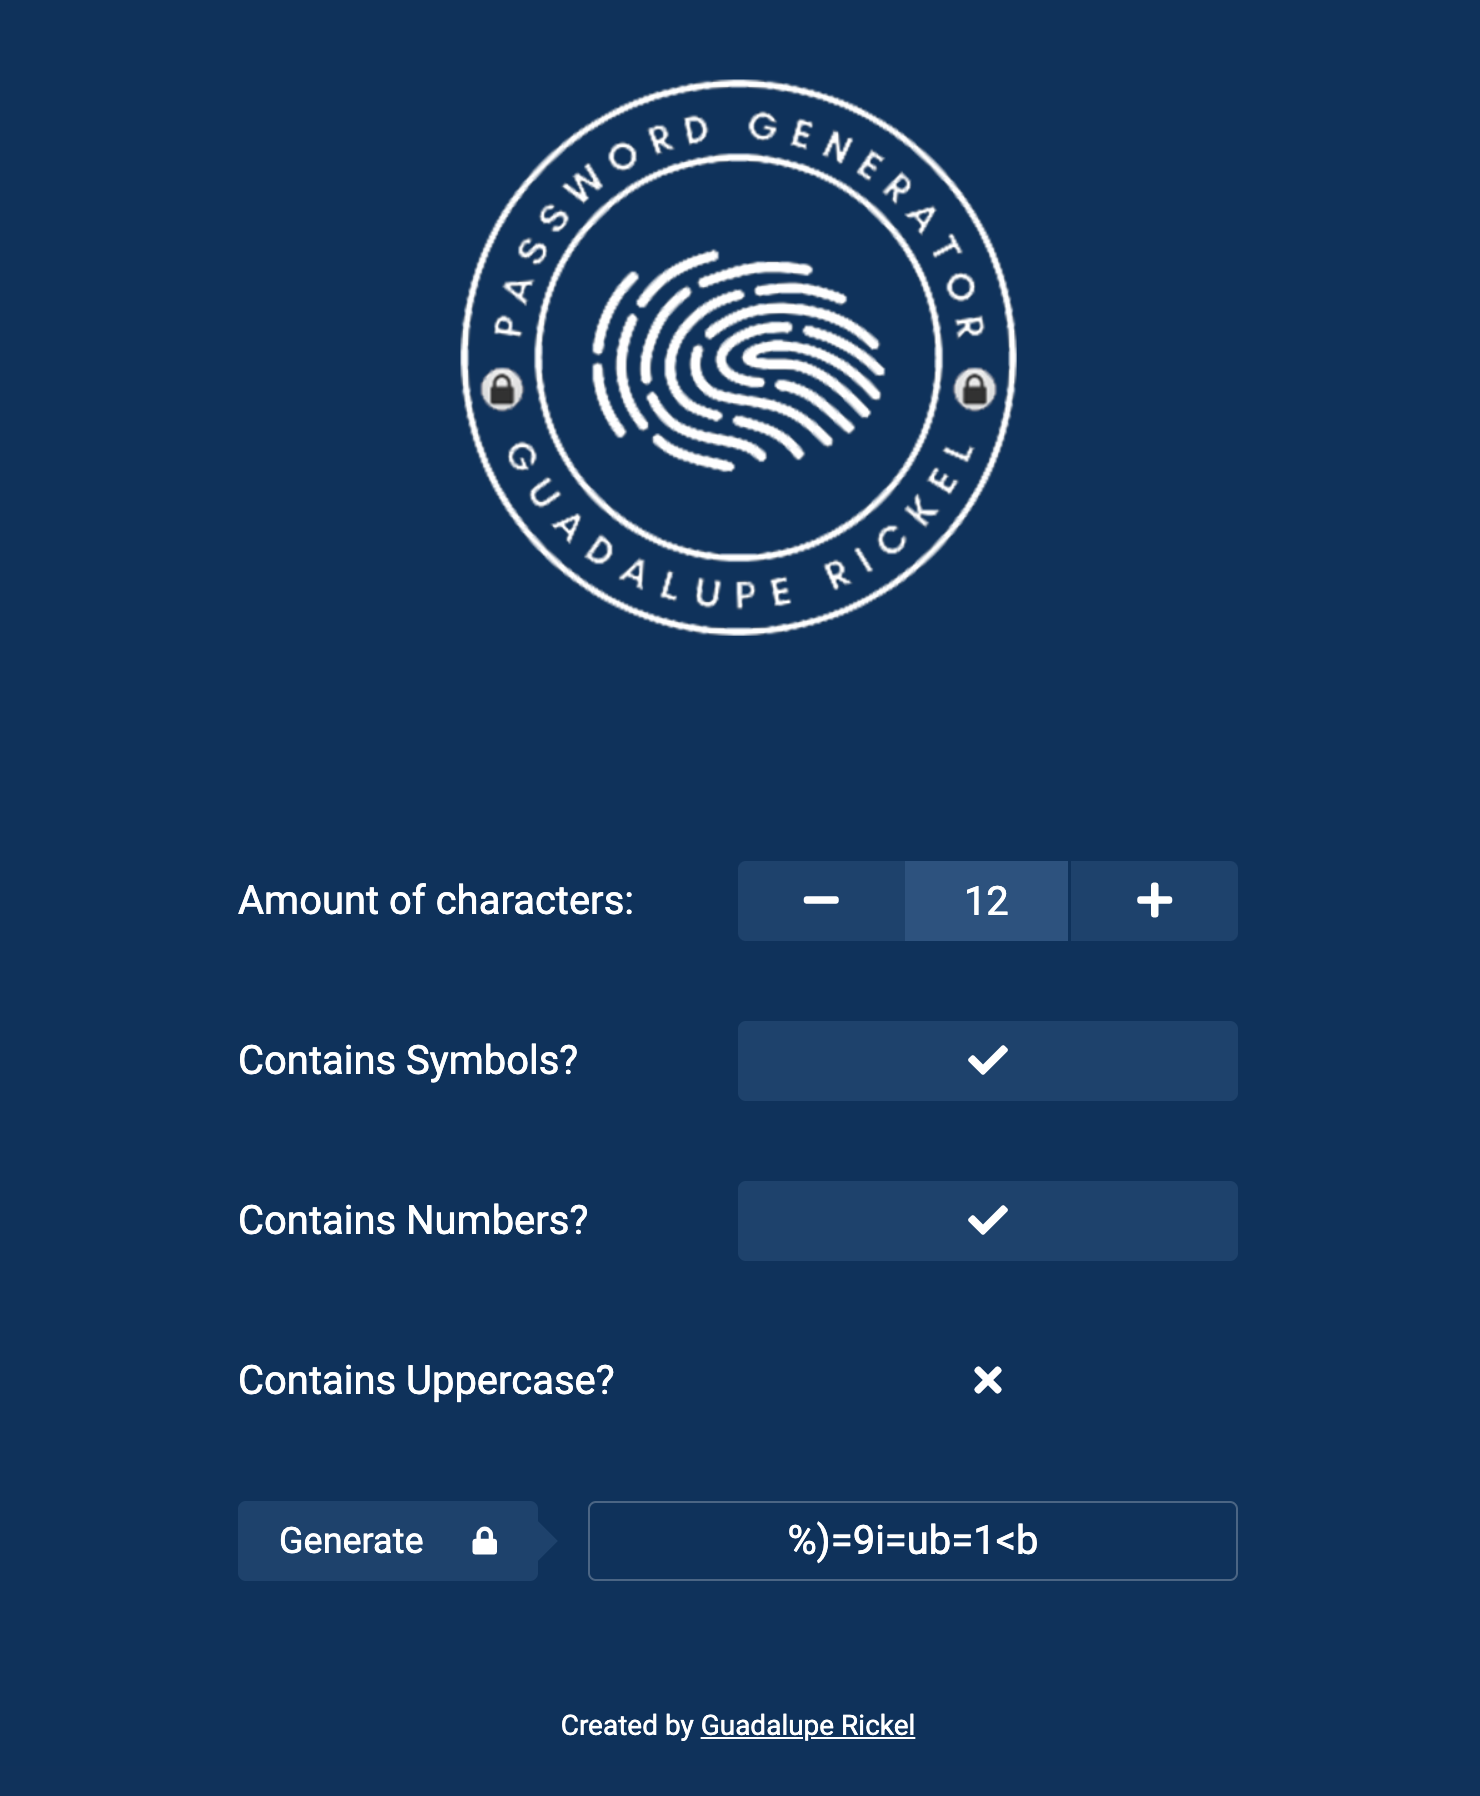 PASSWORD GENERATOR
GUADALUPE RICKEL
Amount of characters:
12
Contains Symbols?
Contains Numbers?
Contains Uppercase?
Generate
%)=9i=ub=1<b
Created by Guadalupe Rickel